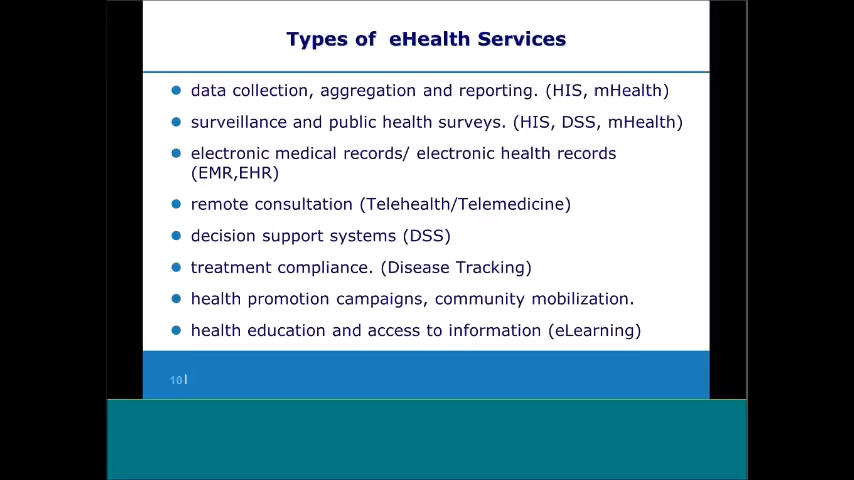 Types of eHealth Services
data collection, aggregation and reporting. (HIS, mHealth)
surveillance and public health surveys. (HIS, DSS, mHealth)
electronic medical records/ electronic health records
(EMR,EHR)
remote consultation (Telehealth/Telemedicine)
decision support systems (DSS)
treatment compliance. (Disease Tracking)
health promotion campaigns, community mobilization.
health education and access to information (eLearning)
10|